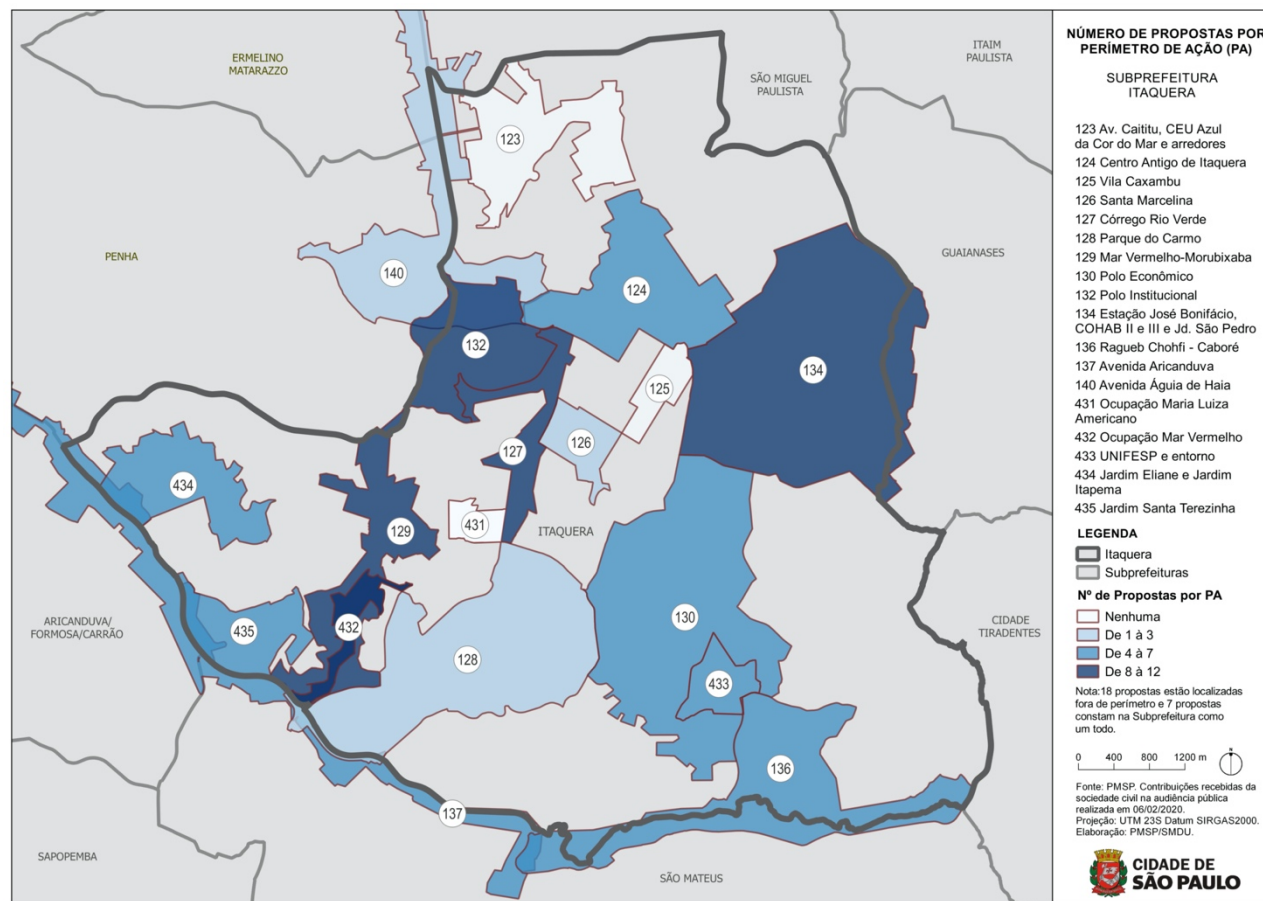 NÚMERO DE PROPOSTAS POR
PERÍMETRO DE AÇÃO (PA)
SUBPREFEITURA
ITAQUERA
123 Av. Caititu, CEU Azul
da Cor do Mar e arredores
124 Centro Antigo de Itaquera
125 Vila Caxambu
126 Santa Marcelina
127 Córrego Rio Verde
128 Parque do Carmo
129 Mar Vermelho-Morubixaba
130 Polo Econômico
132 Polo Institucional
134 Estação José Bonifácio,
COHAB II e III e Jd. São Pedro
136 Ragueb Chohfi - Caboré
137 Avenida Aricanduva
140 Avenida Águia de Haia
431 Ocupação Maria Luiza
Americano
432 Ocupação Mar Vermelho
433 UNIFESP e entorno
434 Jardim Eliane e Jardim
Itapema
435 Jardim Santa Terezinha
LEGENDA
Itaquera
Subprefeituras
Nº de Propostas por PA
Nenhuma
De 1 à 3
De 4 à 7
De 8 à 12
Nota:18 propostas estão localizadas
fora de perímetro e 7 propostas
constam na Subprefeitura como
um todo.
0 400 800 1200 m
N
Fonte: PMSP. Contribuições recebidas da
sociedade civil na audiência pública
realizada em 06/02/2020.
Projeção: UTM 23S Datum SIRGAS2000.
Elaboração: PMSP/SMDU.
CIDADE DE
SÃO PAULO
ERMELINO
MATARAZZO
SÃO MIGUEL
PAULISTA
ITAIM
PAULISTA
123
PENHA
GUAIANASES
140
124
132
134
125
126
127
434
431
129
ITAQUERA
ARICANDUVA/
FORMOSA/CARRÃO
435
432
130
CIDADE
TIRADENTES
128
433
136
137
SAPOPEMBA
SÃO MATEUS